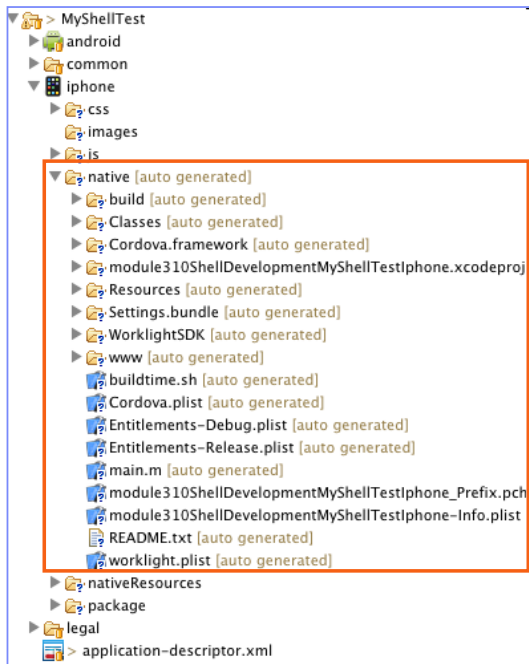 > MyShellTest
android
common
iphone
css
images
js
native [auto generated]
build [auto generated]
Classes [auto generated]
Cordova.framework [auto generated]
module310ShellDevelopmentMyShellTestIphone.xcodeproj
Resources [auto generated]
Settings.bundle [auto generated]
WorklightSDK [auto generated]
www [auto generated]
buildtime.sh [auto generated]
Cordova.plist [auto generated]
Entitlements-Debug.plist [auto generated]
Entitlements-Release.plist [auto generated]
main.m [auto generated]
module310ShellDevelopmentMyShellTestIphone_Prefix.pch
module310ShellDevelopmentMyShellTestIphone-Info.plist
README.txt [auto generated]
worklight.plist [auto generated]
nativeResources
package
legal
> application-descriptor.xml